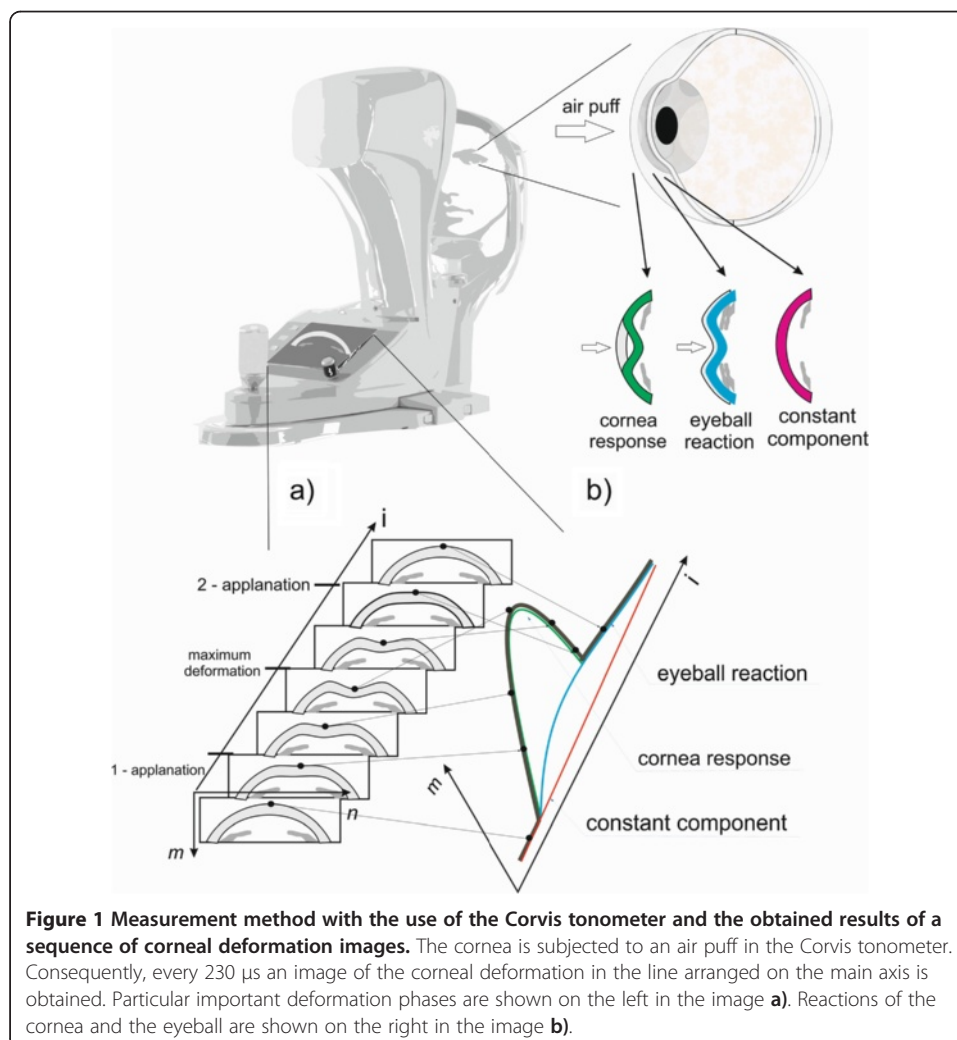 air puff
cornea
response
eyeball
reaction
constant
component
a)
b)
i
2 - applanation
maximum
deformation
1 - applanation
n
m
i
eyeball reaction
cornea response
m
constant component
Figure 1 Measurement method with the use of the Corvis tonometer and the obtained results of a
sequence of corneal deformation images. The cornea is subjected to an air puff in the Corvis tonometer.
Consequently, every 230 µs an image of the corneal deformation in the line arranged on the main axis is
obtained. Particular important deformation phases are shown on the left in the image a). Reactions of the
cornea and the eyeball are shown on the right in the image b).